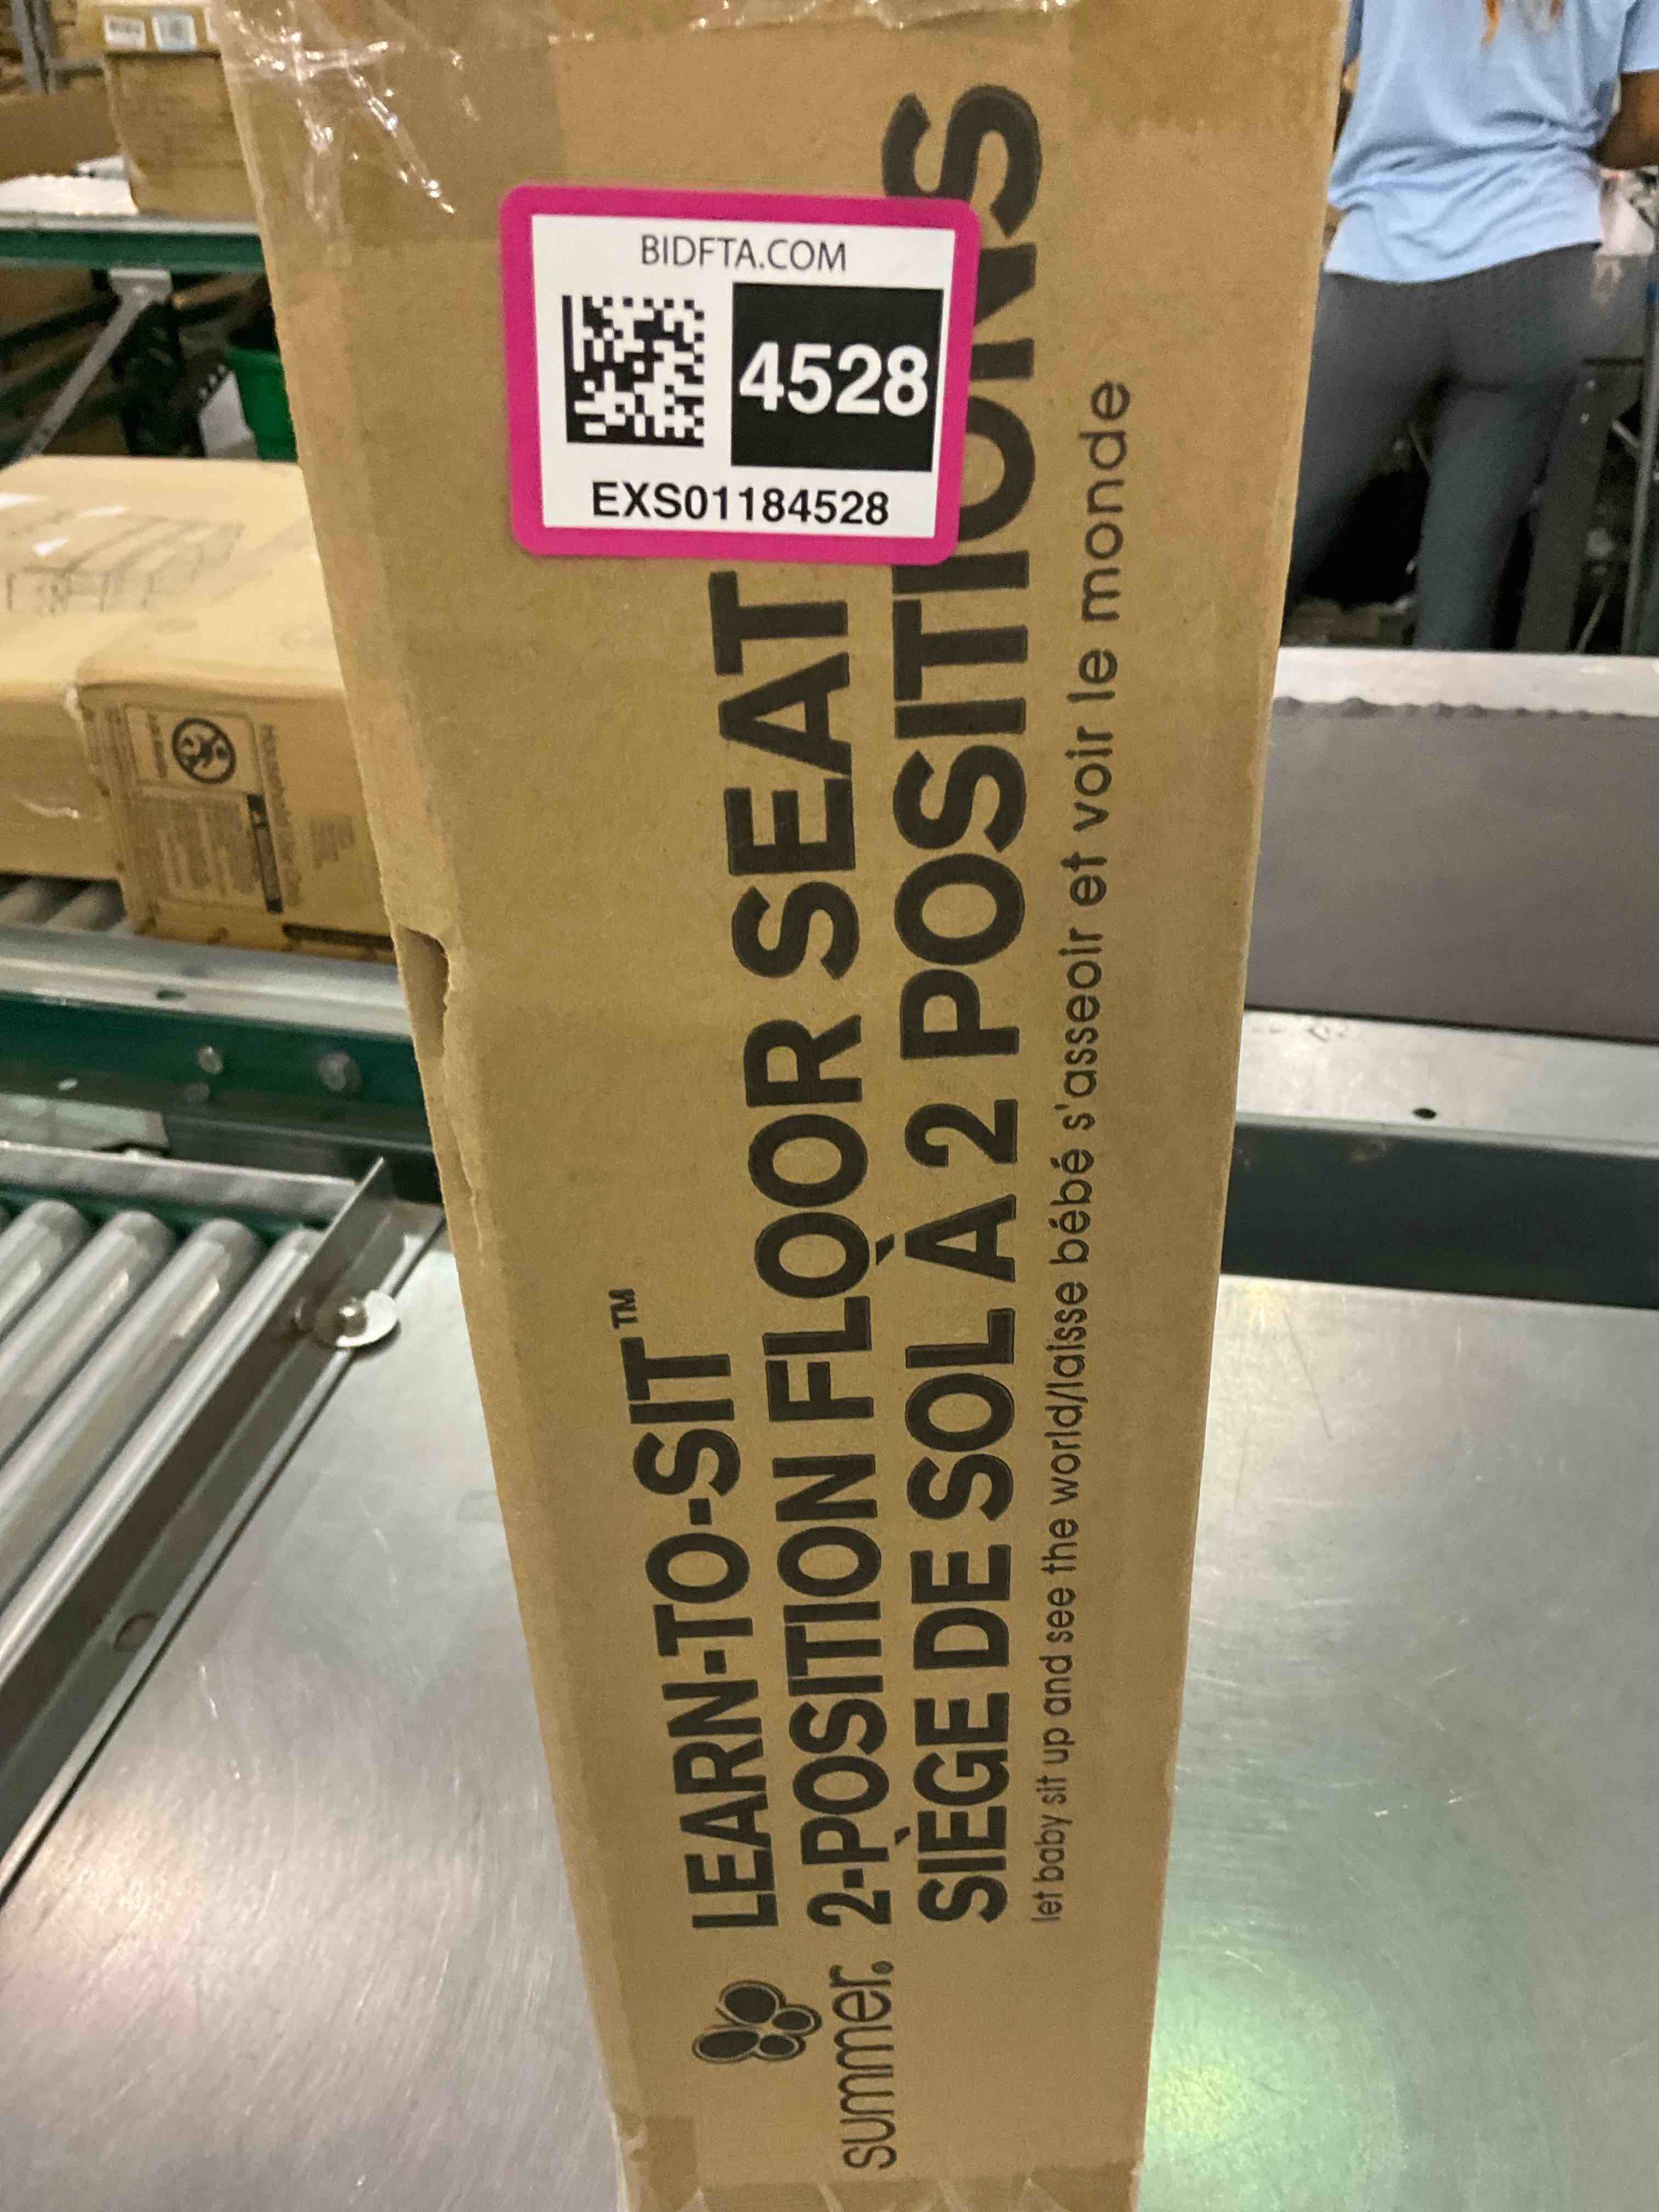 BIDFTA.COM
4528
EXS01184528
summer.
LEARN-TO-SIT™
2-POSITION FLOOR SEAT
SIÈGE DE SOL À 2 POSITIONS
let baby sit up and see the world/laisse bébé s'asseoir et voir le monde